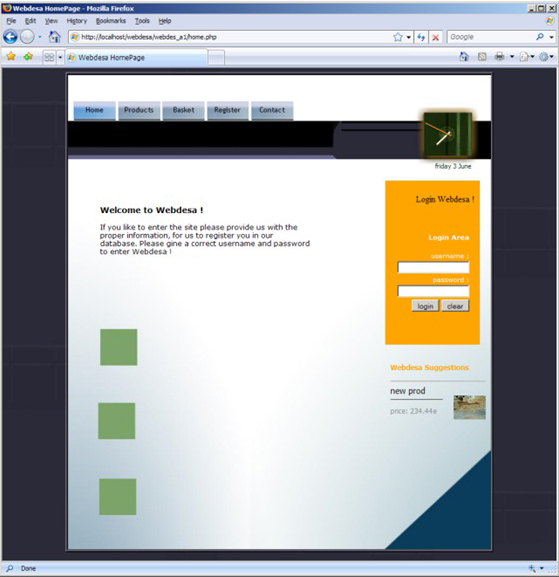 Webdesa HomePage - Mozilla Firefox
File Edit View History Bookmarks Tools Help
http://localhost/webdesa/webdes_a1/home.php
Google
Webdesa HomePage
Home Products Basket Register Contact
friday 3 June
Login Webdesa !
Welcome to Webdesa !
If you like to enter the site please provide us with the
proper information, for us to register you in our
database. Please gine a correct username and password
to enter Webdesa !
Login Area
username :
password :
login clear
Webdesa Suggestions
new prod
price: 234.44e
Done